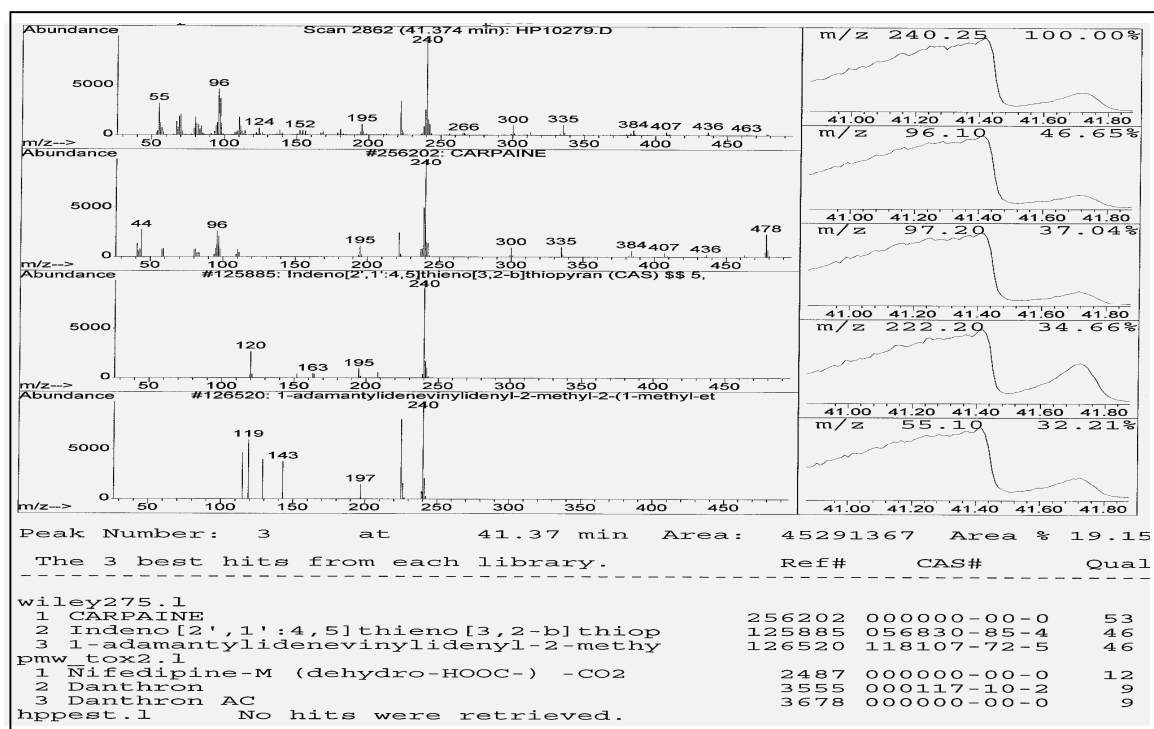 Abundance Scan 2862 (41.374 min): HP10279.D
240
5000
96
55
124 152 195 266 300 335 384 407 436 463
0
m/z--> 50 100 150 200 250 300 350 400 450
Abundance #256202: CARPAINE
240
5000
44 96 478
195 300 335 384 407 436
0
m/z--> 50 100 150 200 250 300 350 400 450
Abundance #125885: Indeno[2',1':4,5]thieno[3,2-b]thiopyran (CAS) $$ 5,
240
5000
120
163 195
0
m/z--> 50 100 150 200 250 300 350 400 450
Abundance #126520: 1-adamantylidenevinylidenyl-2-methyl-2-(1-methyl-et
240
119
5000
143
197
0
m/z--> 50 100 150 200 250 300 350 400 450
m/z 240.25 100.00%
41.00 41.20 41.40 41.60 41.80
m/z 96.10 46.65%
41.00 41.20 41.40 41.60 41.80
m/z 97.20 37.04%
41.00 41.20 41.40 41.60 41.80
m/z 222.20 34.66%
41.00 41.20 41.40 41.60 41.80
m/z 55.10 32.21%
41.00 41.20 41.40 41.60 41.80
Peak Number: 3 at 41.37 min Area: 45291367 Area % 19.15
The 3 best hits from each library. Ref# CAS# Qual
wiley275.l
1 CARPAINE 256202 000000-00-0 53
2 Indeno[2',1':4,5]thieno[3,2-b]thiop 125885 056830-85-4 46
3 1-adamantylidenevinylidenyl-2-methy 126520 118107-72-5 46
pmw_tox2.l
1 Nifedipine-M (dehydro-HOOC-) -CO2 2487 000000-00-0 12
2 Danthron 3555 000117-10-2 9
3 Danthron AC 3678 000000-00-0 9
hppest.l No hits were retrieved.